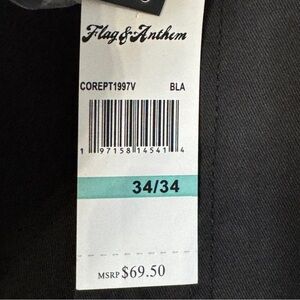 Flag & Anthem
COREPT1997V BLA
1 97158 14541 4
34/34
MSRP $69.50